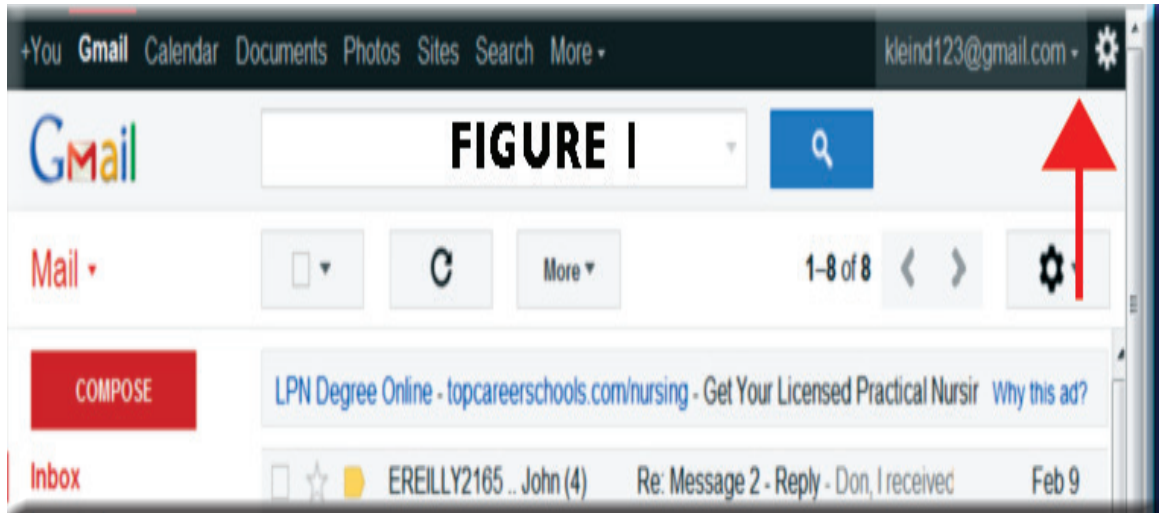 +You Gmail Calendar Documents Photos Sites Search More kleind123@gmail.com
Gmail FIGURE 1
Mail More 1–8 of 8
COMPOSE LPN Degree Online - topcareerschools.com/nursing - Get Your Licensed Practical Nursir Why this ad?
Inbox EREILLY2165 .. John (4) Re: Message 2 - Reply - Don, I received Feb 9